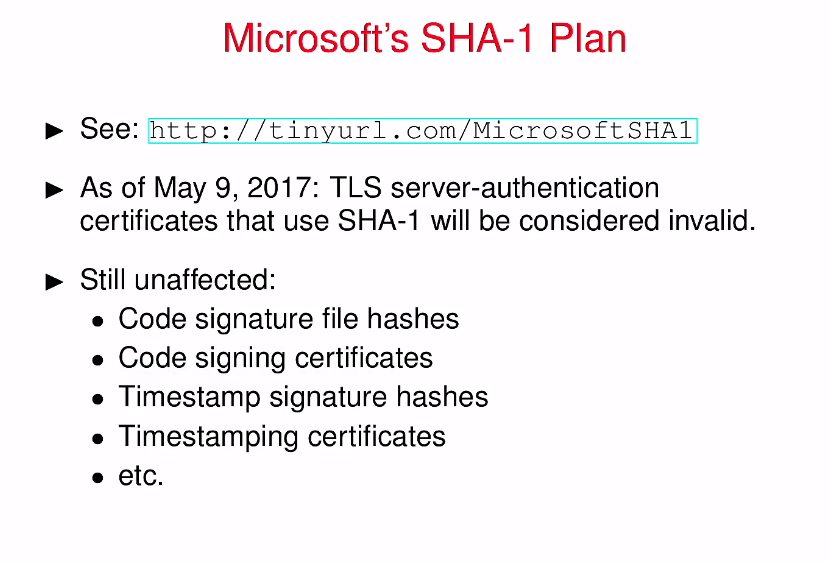 Microsoft's SHA-1 Plan
► See: http://tinyurl.com/MicrosoftSHA1
► As of May 9, 2017: TLS server-authentication
certificates that use SHA-1 will be considered invalid.
► Still unaffected:
• Code signature file hashes
• Code signing certificates
• Timestamp signature hashes
• Timestamping certificates
• etc.